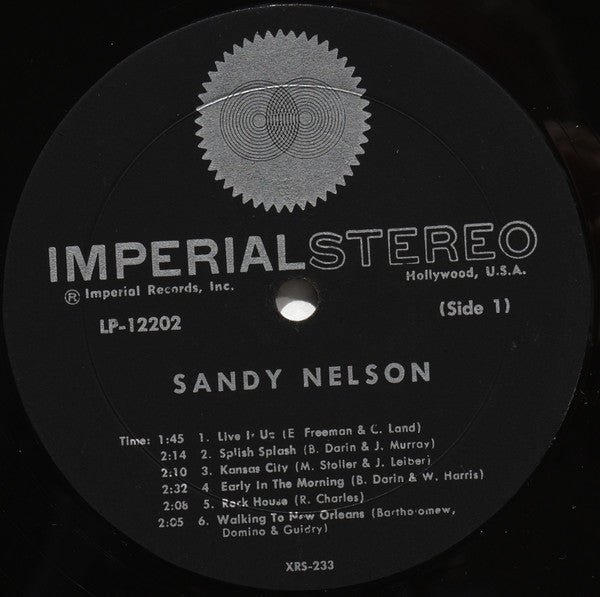 IMPERIAL STEREO
Hollywood, U.S.A.
Ⓡ Imperial Records, Inc.
LP-12202
(Side 1)
SANDY NELSON
Time: 1:45 1. Live It Up (E. Freeman & C. Land)
2:14 2. Splish Splash (B. Darin & J. Murray)
2:10 3. Kansas City (M. Stoller & J. Leiber)
2:32 4 Early In The Morning (B. Darin & W. Harris)
2:08 5. Rock House (R. Charles)
2:05 6. Walking To New Orleans (Bartholomew,
Domino & Guidry)
XRS-233